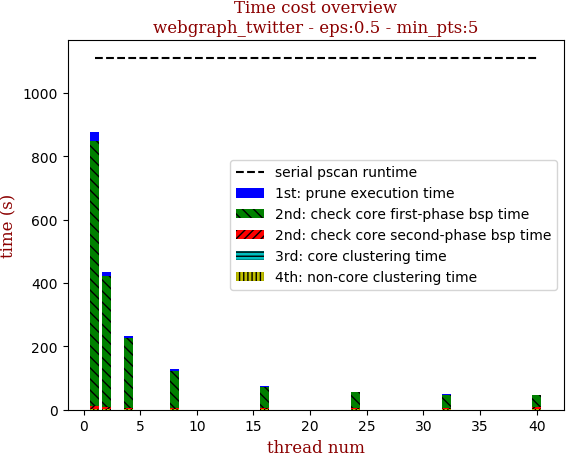 Time cost overview
webgraph_twitter - eps:0.5 - min_pts:5
time (s)
1000
800
600
400
200
0
serial pscan runtime
1st: prune execution time
2nd: check core first-phase bsp time
2nd: check core second-phase bsp time
3rd: core clustering time
4th: non-core clustering time
0 5 10 15 20 25 30 35 40
thread num